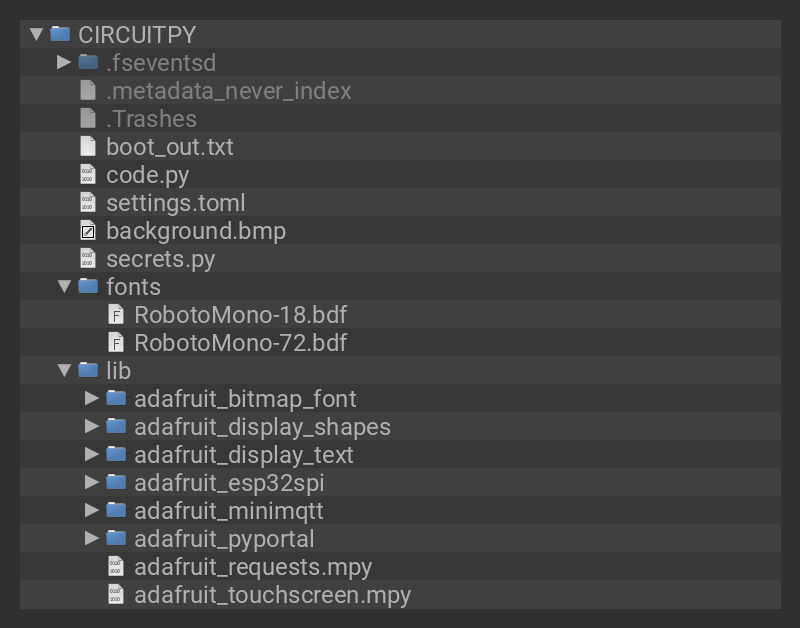 CIRCUITPY
.fseventsd
.metadata_never_index
.Trashes
boot_out.txt
code.py
settings.toml
background.bmp
secrets.py
fonts
RobotoMono-18.bdf
RobotoMono-72.bdf
lib
adafruit_bitmap_font
adafruit_display_shapes
adafruit_display_text
adafruit_esp32spi
adafruit_minimqtt
adafruit_pyportal
adafruit_requests.mpy
adafruit_touchscreen.mpy